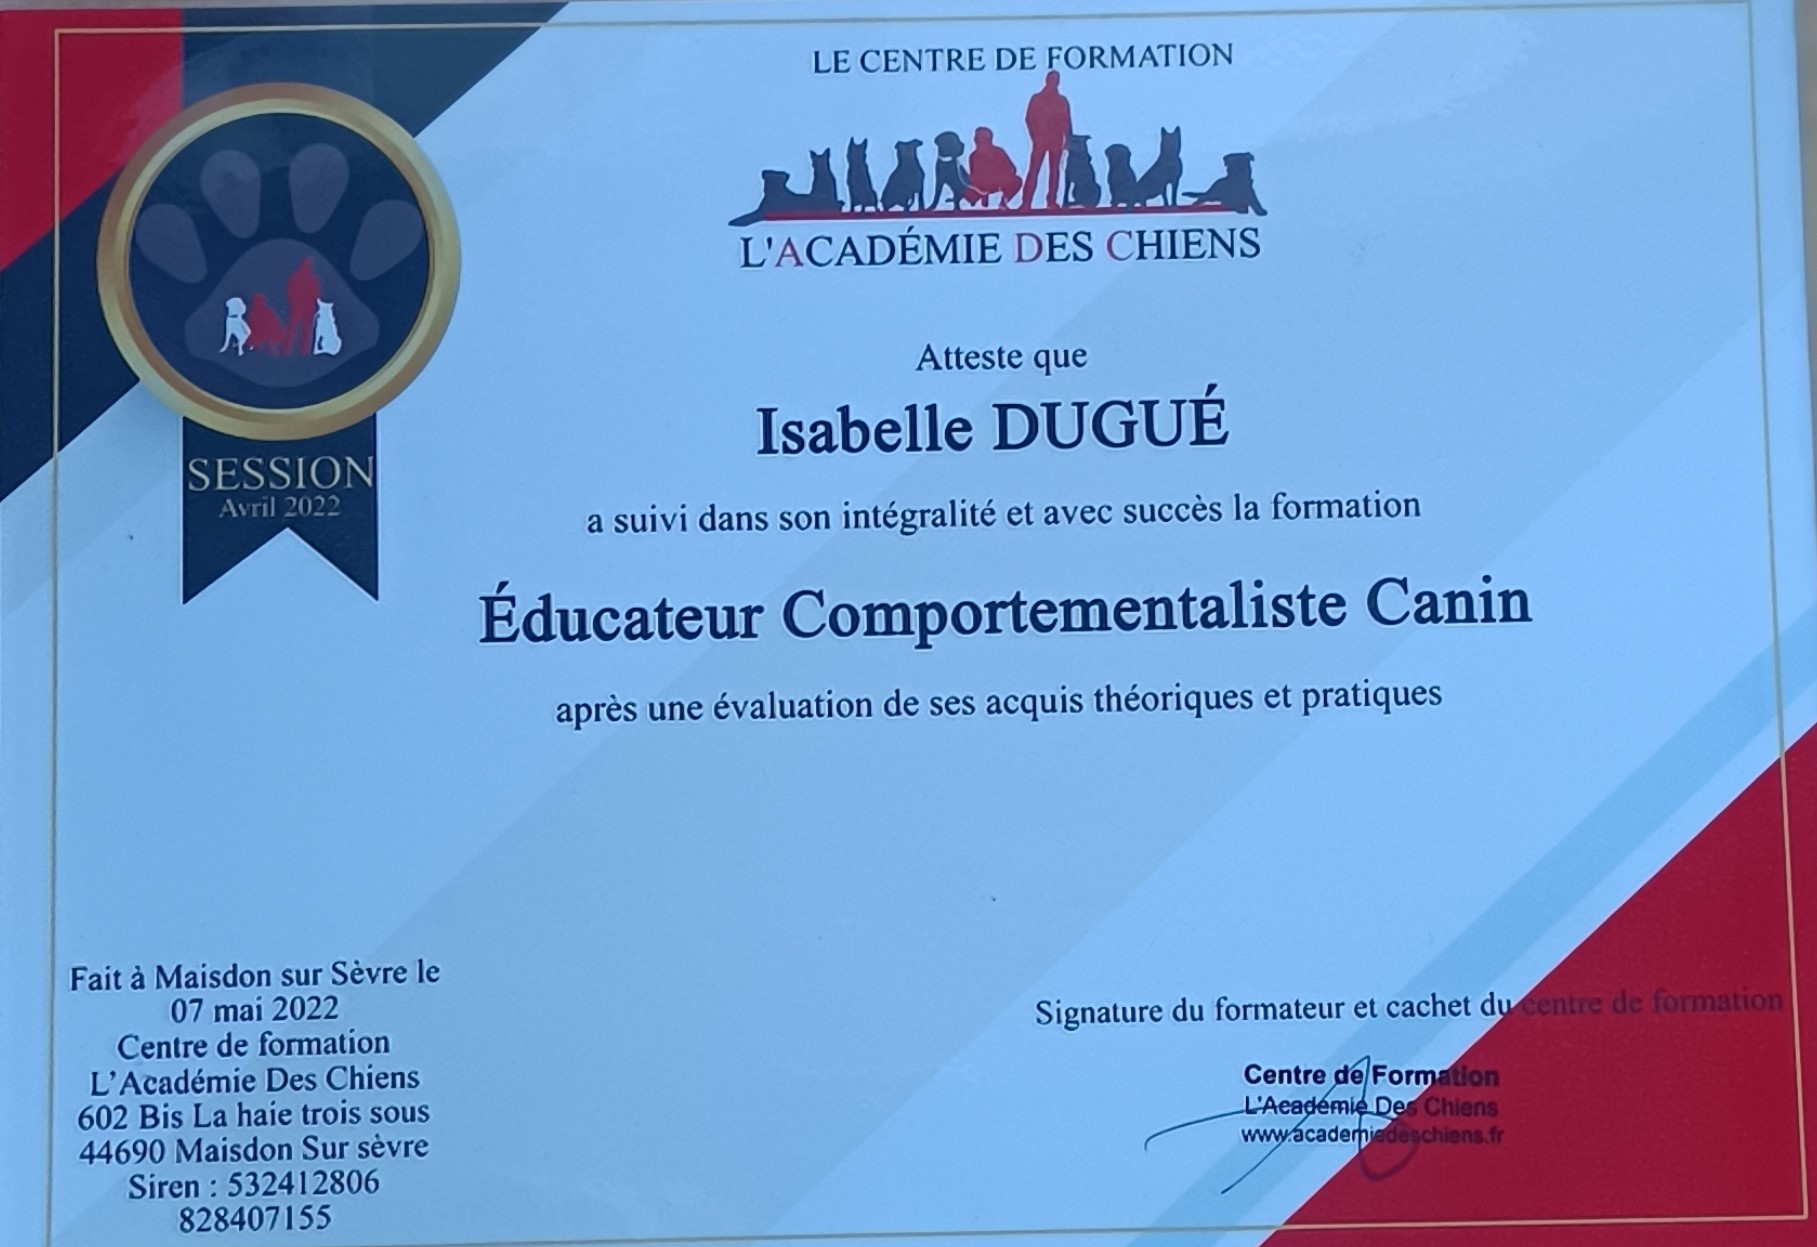 LE CENTRE DE FORMATION
L'ACADÉMIE DES CHIENS
SESSION
Avril 2022
Atteste que
Isabelle DUGUÉ
a suivi dans son intégralité et avec succès la formation
Éducateur Comportementaliste Canin
après une évaluation de ses acquis théoriques et pratiques
Fait à Maisdon sur Sèvre le
07 mai 2022
Centre de formation
L'Académie Des Chiens
602 Bis La haie trois sous
44690 Maisdon Sur sèvre
Siren : 532412806
828407155
Signature du formateur et cachet du centre de formation
Centre de Formation
L'Académie Des Chiens
www.academiedeschiens.fr